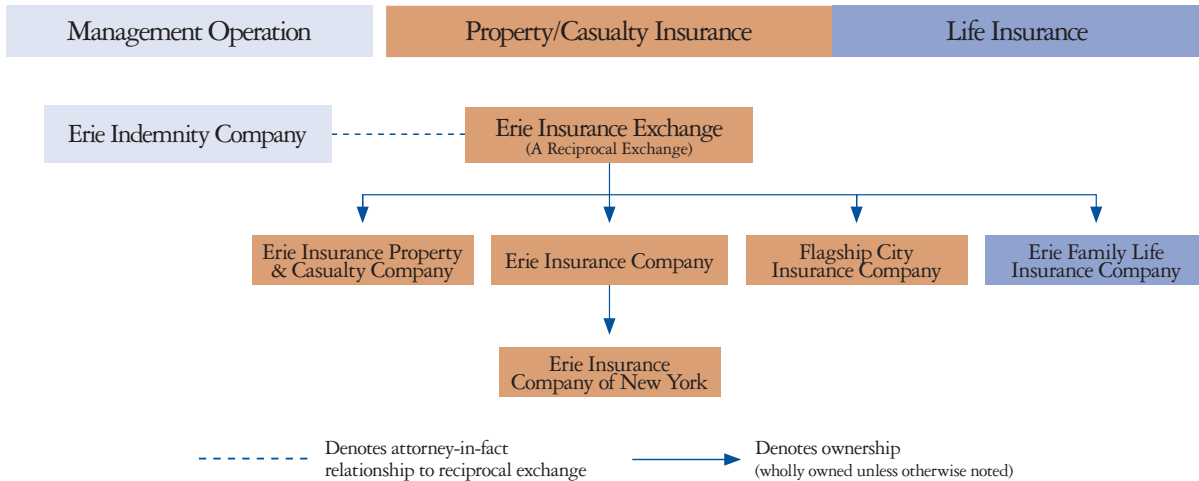 Management Operation
Property/Casualty Insurance
Life Insurance
Erie Indemnity Company
Erie Insurance Exchange
(A Reciprocal Exchange)
Erie Insurance Property
& Casualty Company
Erie Insurance Company
Flagship City
Insurance Company
Erie Family Life
Insurance Company
Erie Insurance
Company of New York
Denotes attorney-in-fact
relationship to reciprocal exchange
Denotes ownership
(wholly owned unless otherwise noted)